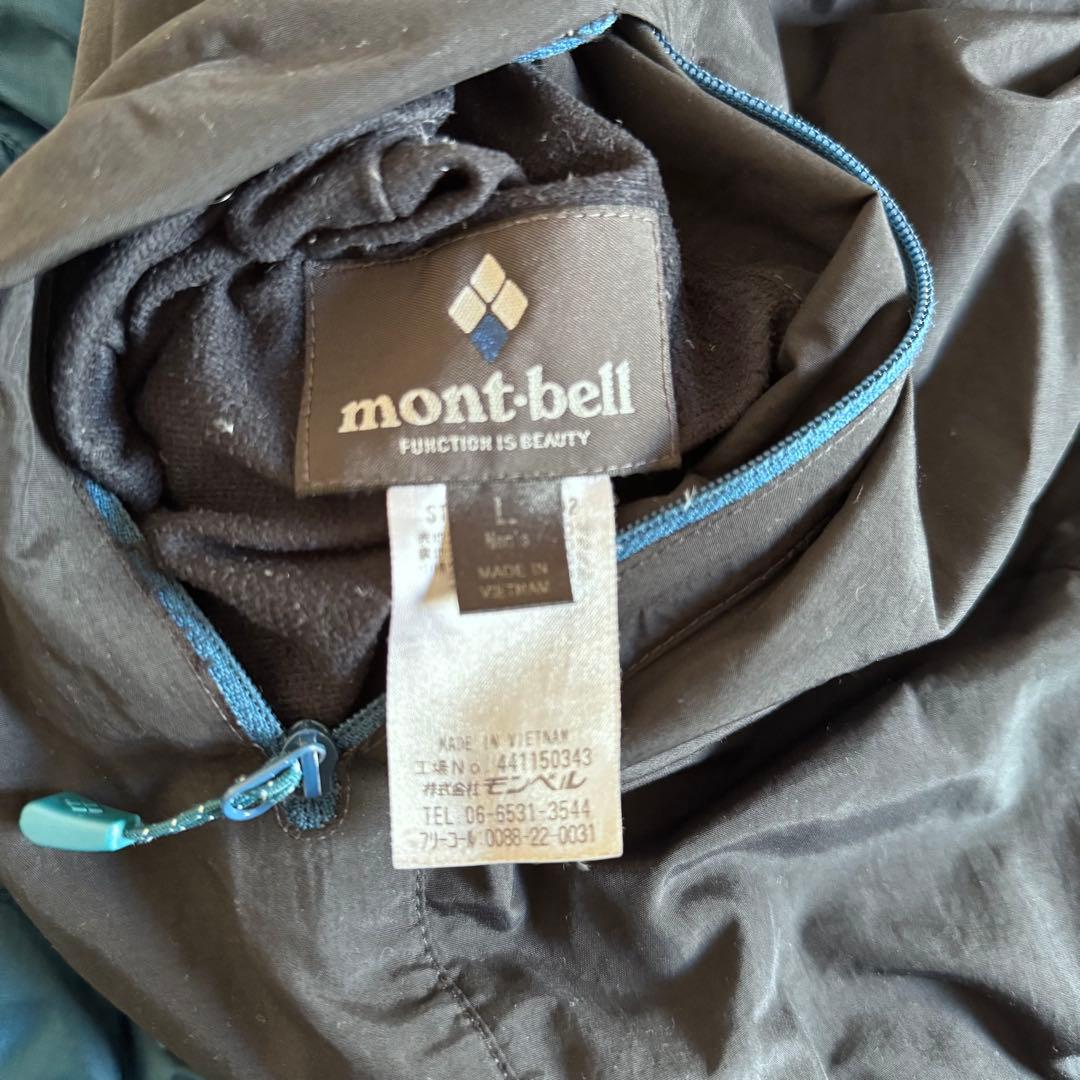 mont-bell
FUNCTION IS BEAUTY
ST
L
2
Men's
MADE IN
VIETNAM
MADE IN VIETNAM
工場No. 441150343
株式会社モンベル
TEL. 06-6531-3544
フリーコール: 0088-22-0031